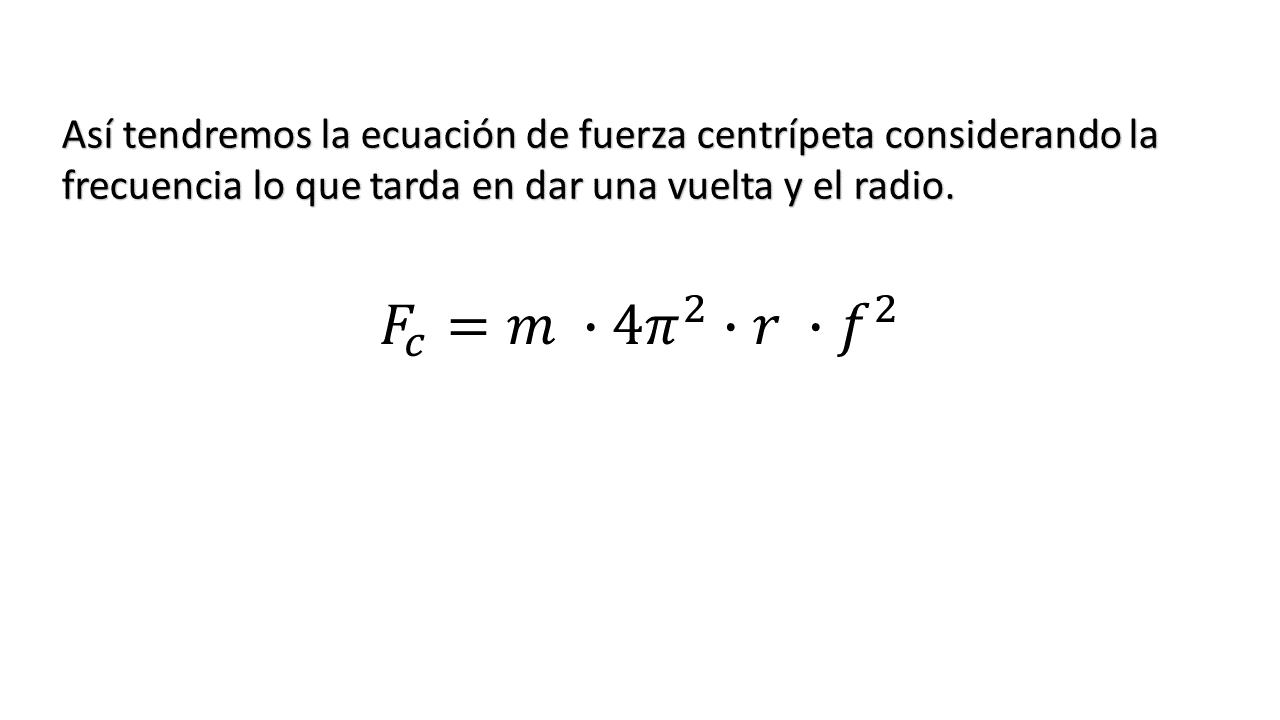 Así tendremos la ecuación de fuerza centrípeta considerando la
frecuencia lo que tarda en dar una vuelta y el radio.
F_c = m · 4π² · r · f²